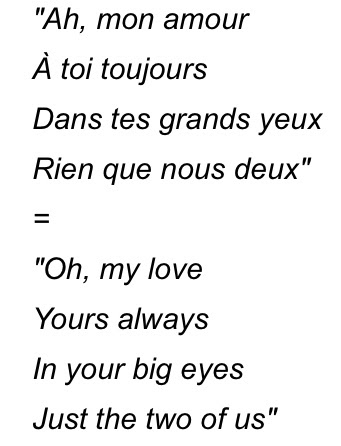 "Ah, mon amour
À toi toujours
Dans tes grands yeux
Rien que nous deux"
=
"Oh, my love
Yours always
In your big eyes
Just the two of us"